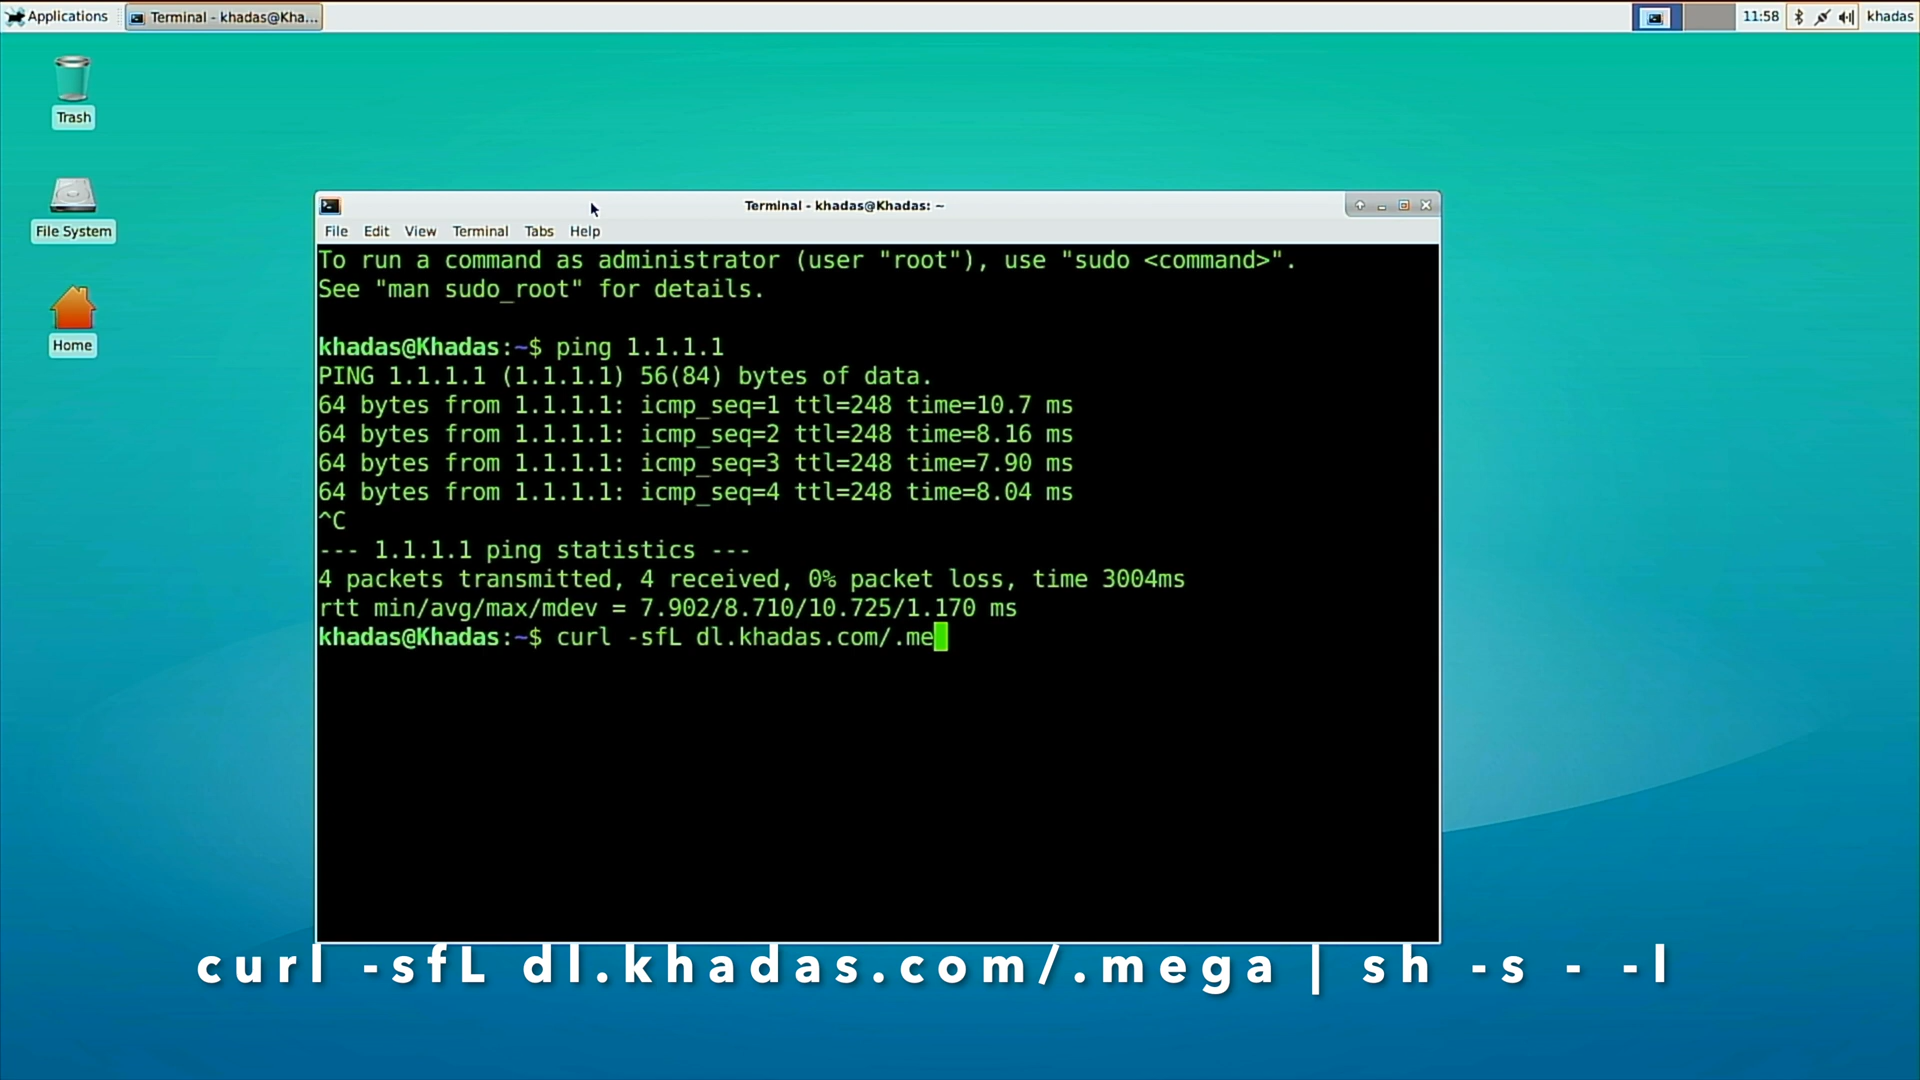 Applications
Terminal - khadas@Kha...
11:58
khadas
Trash
File System
Home
Terminal - khadas@Khadas: ~
File Edit View Terminal Tabs Help
To run a command as administrator (user "root"), use "sudo <command>".
See "man sudo_root" for details.
khadas@Khadas:~$ ping 1.1.1.1
PING 1.1.1.1 (1.1.1.1) 56(84) bytes of data.
64 bytes from 1.1.1.1: icmp_seq=1 ttl=248 time=10.7 ms
64 bytes from 1.1.1.1: icmp_seq=2 ttl=248 time=8.16 ms
64 bytes from 1.1.1.1: icmp_seq=3 ttl=248 time=7.90 ms
64 bytes from 1.1.1.1: icmp_seq=4 ttl=248 time=8.04 ms
^C
--- 1.1.1.1 ping statistics ---
4 packets transmitted, 4 received, 0% packet loss, time 3004ms
rtt min/avg/max/mdev = 7.902/8.710/10.725/1.170 ms
khadas@Khadas:~$ curl -sfL dl.khadas.com/.me
curl -sfL dl.khadas.com/.mega | sh -s - -l